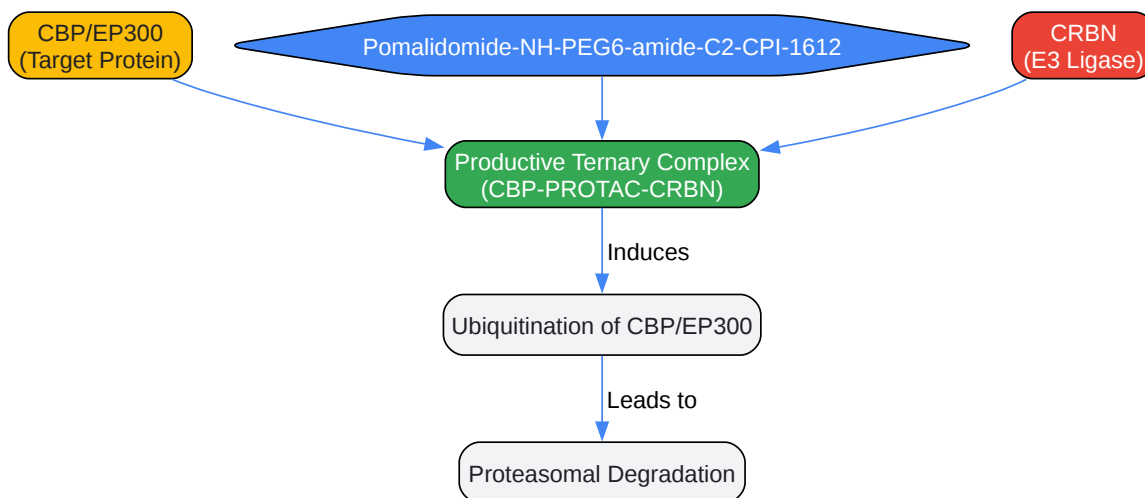 CBP/EP300
(Target Protein)
Pomalidomide-NH-PEG6-amide-C2-CPI-1612
CRBN
(E3 Ligase)
Productive Ternary Complex
(CBP-PROTAC-CRBN)
Induces
Ubiquitination of CBP/EP300
Leads to
Proteasomal Degradation